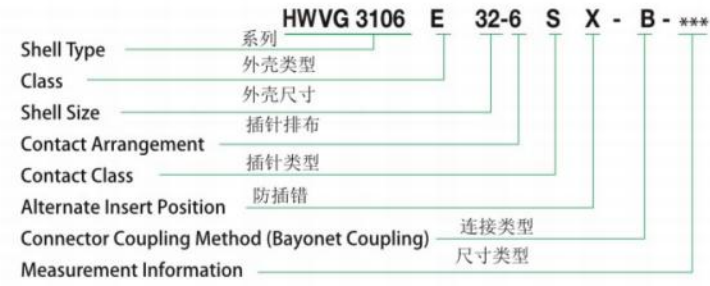 HWVG 3106 E 32-6 S X - B - ***
Shell Type 系列
Class 外壳类型
Shell Size 外壳尺寸
Contact Arrangement 插针排布
Contact Class 插针类型
Alternate Insert Position 防插错
Connector Coupling Method (Bayonet Coupling) 连接类型
Measurement Information 尺寸类型